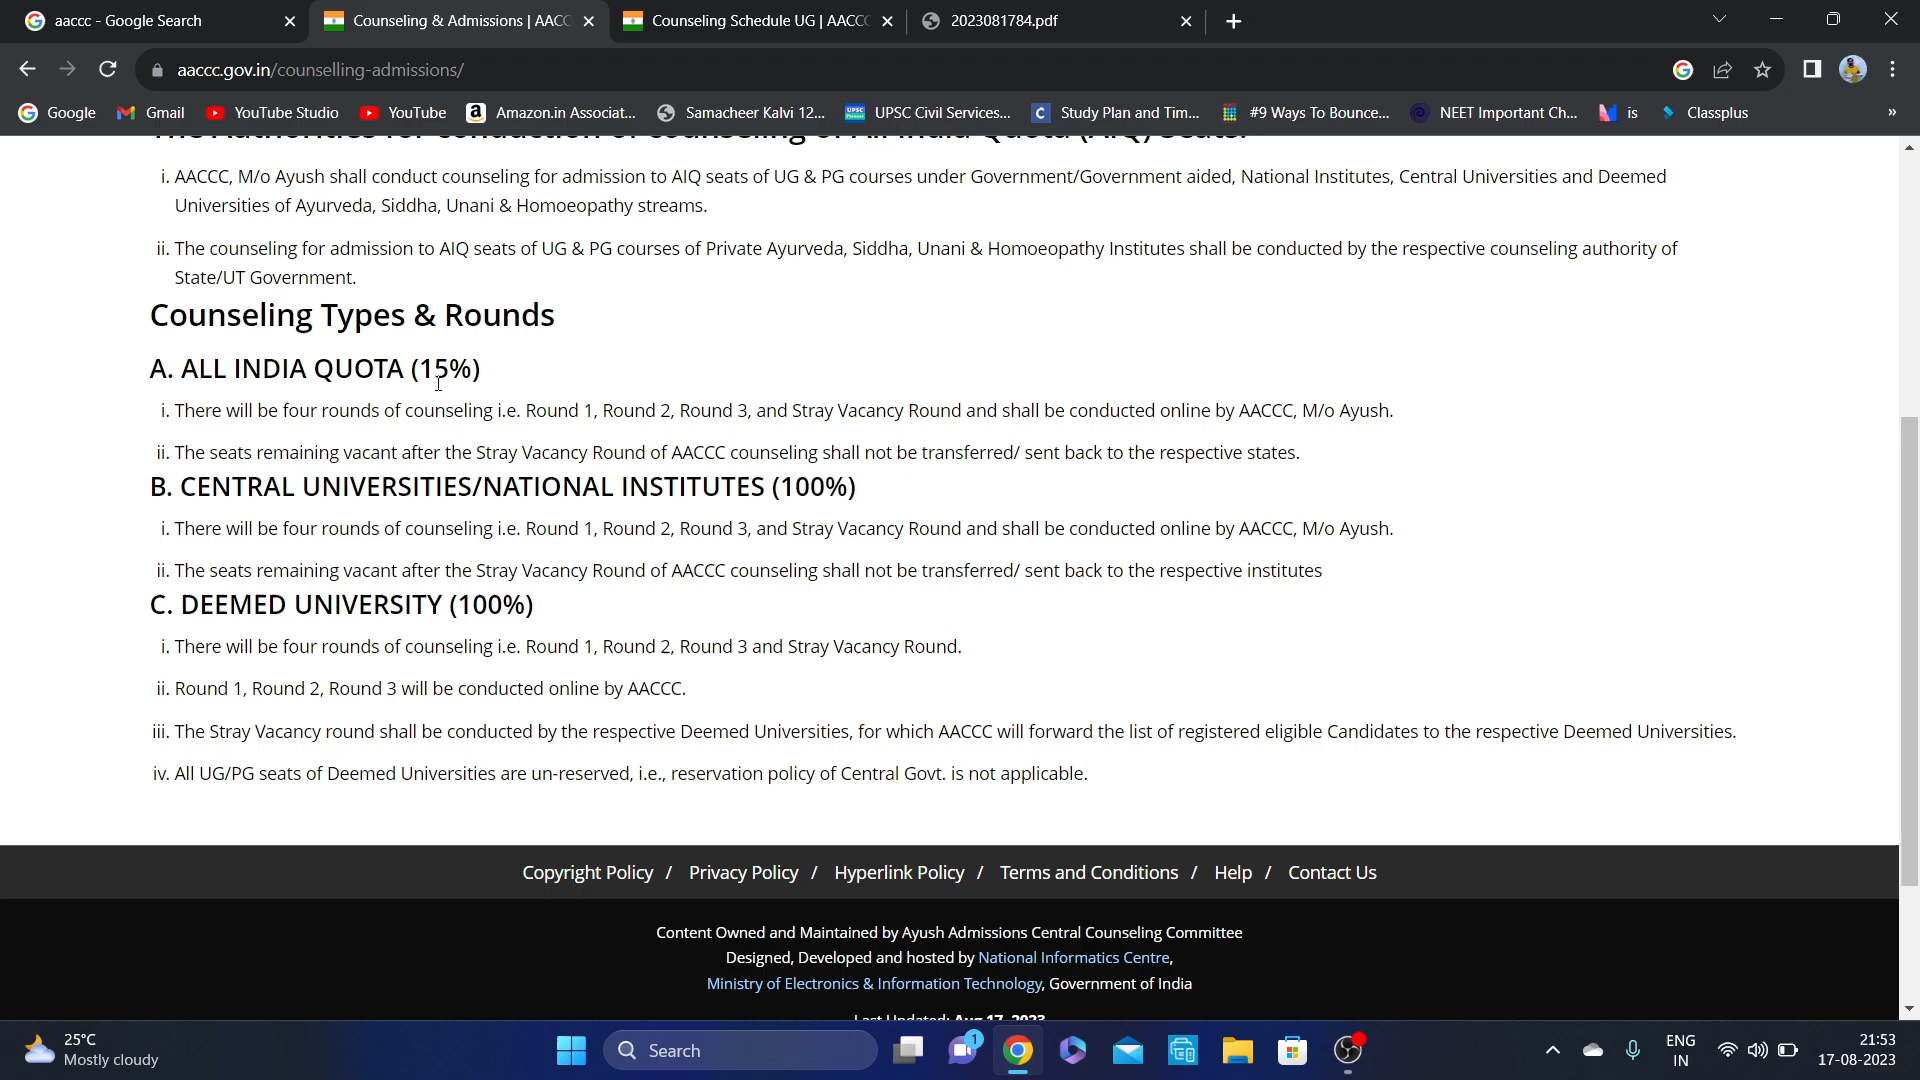 aaccc - Google Search
Counseling & Admissions | AACC
Counseling Schedule UG | AACCC
2023081784.pdf
aaccc.gov.in/counselling-admissions/
Google
Gmail
YouTube Studio
YouTube
Amazon.in Associat...
Samacheer Kalvi 12...
UPSC Civil Services...
Study Plan and Tim...
#9 Ways To Bounce...
NEET Important Ch...
is
Classplus
»
i. AACCC, M/o Ayush shall conduct counseling for admission to AIQ seats of UG & PG courses under Government/Government aided, National Institutes, Central Universities and Deemed
Universities of Ayurveda, Siddha, Unani & Homoeopathy streams.
ii. The counseling for admission to AIQ seats of UG & PG courses of Private Ayurveda, Siddha, Unani & Homoeopathy Institutes shall be conducted by the respective counseling authority of
State/UT Government.
Counseling Types & Rounds
A. ALL INDIA QUOTA (15%)
i. There will be four rounds of counseling i.e. Round 1, Round 2, Round 3, and Stray Vacancy Round and shall be conducted online by AACCC, M/o Ayush.
ii. The seats remaining vacant after the Stray Vacancy Round of AACCC counseling shall not be transferred/ sent back to the respective states.
B. CENTRAL UNIVERSITIES/NATIONAL INSTITUTES (100%)
i. There will be four rounds of counseling i.e. Round 1, Round 2, Round 3, and Stray Vacancy Round and shall be conducted online by AACCC, M/o Ayush.
ii. The seats remaining vacant after the Stray Vacancy Round of AACCC counseling shall not be transferred/ sent back to the respective institutes
C. DEEMED UNIVERSITY (100%)
i. There will be four rounds of counseling i.e. Round 1, Round 2, Round 3 and Stray Vacancy Round.
ii. Round 1, Round 2, Round 3 will be conducted online by AACCC.
iii. The Stray Vacancy round shall be conducted by the respective Deemed Universities, for which AACCC will forward the list of registered eligible Candidates to the respective Deemed Universities.
iv. All UG/PG seats of Deemed Universities are un-reserved, i.e., reservation policy of Central Govt. is not applicable.
Copyright Policy / Privacy Policy / Hyperlink Policy / Terms and Conditions / Help / Contact Us
Content Owned and Maintained by Ayush Admissions Central Counseling Committee
Designed, Developed and hosted by National Informatics Centre,
Ministry of Electronics & Information Technology, Government of India
Last Updated: Aug 17, 2023
25°C
Mostly cloudy
Search
1
ENG
IN
21:53
17-08-2023